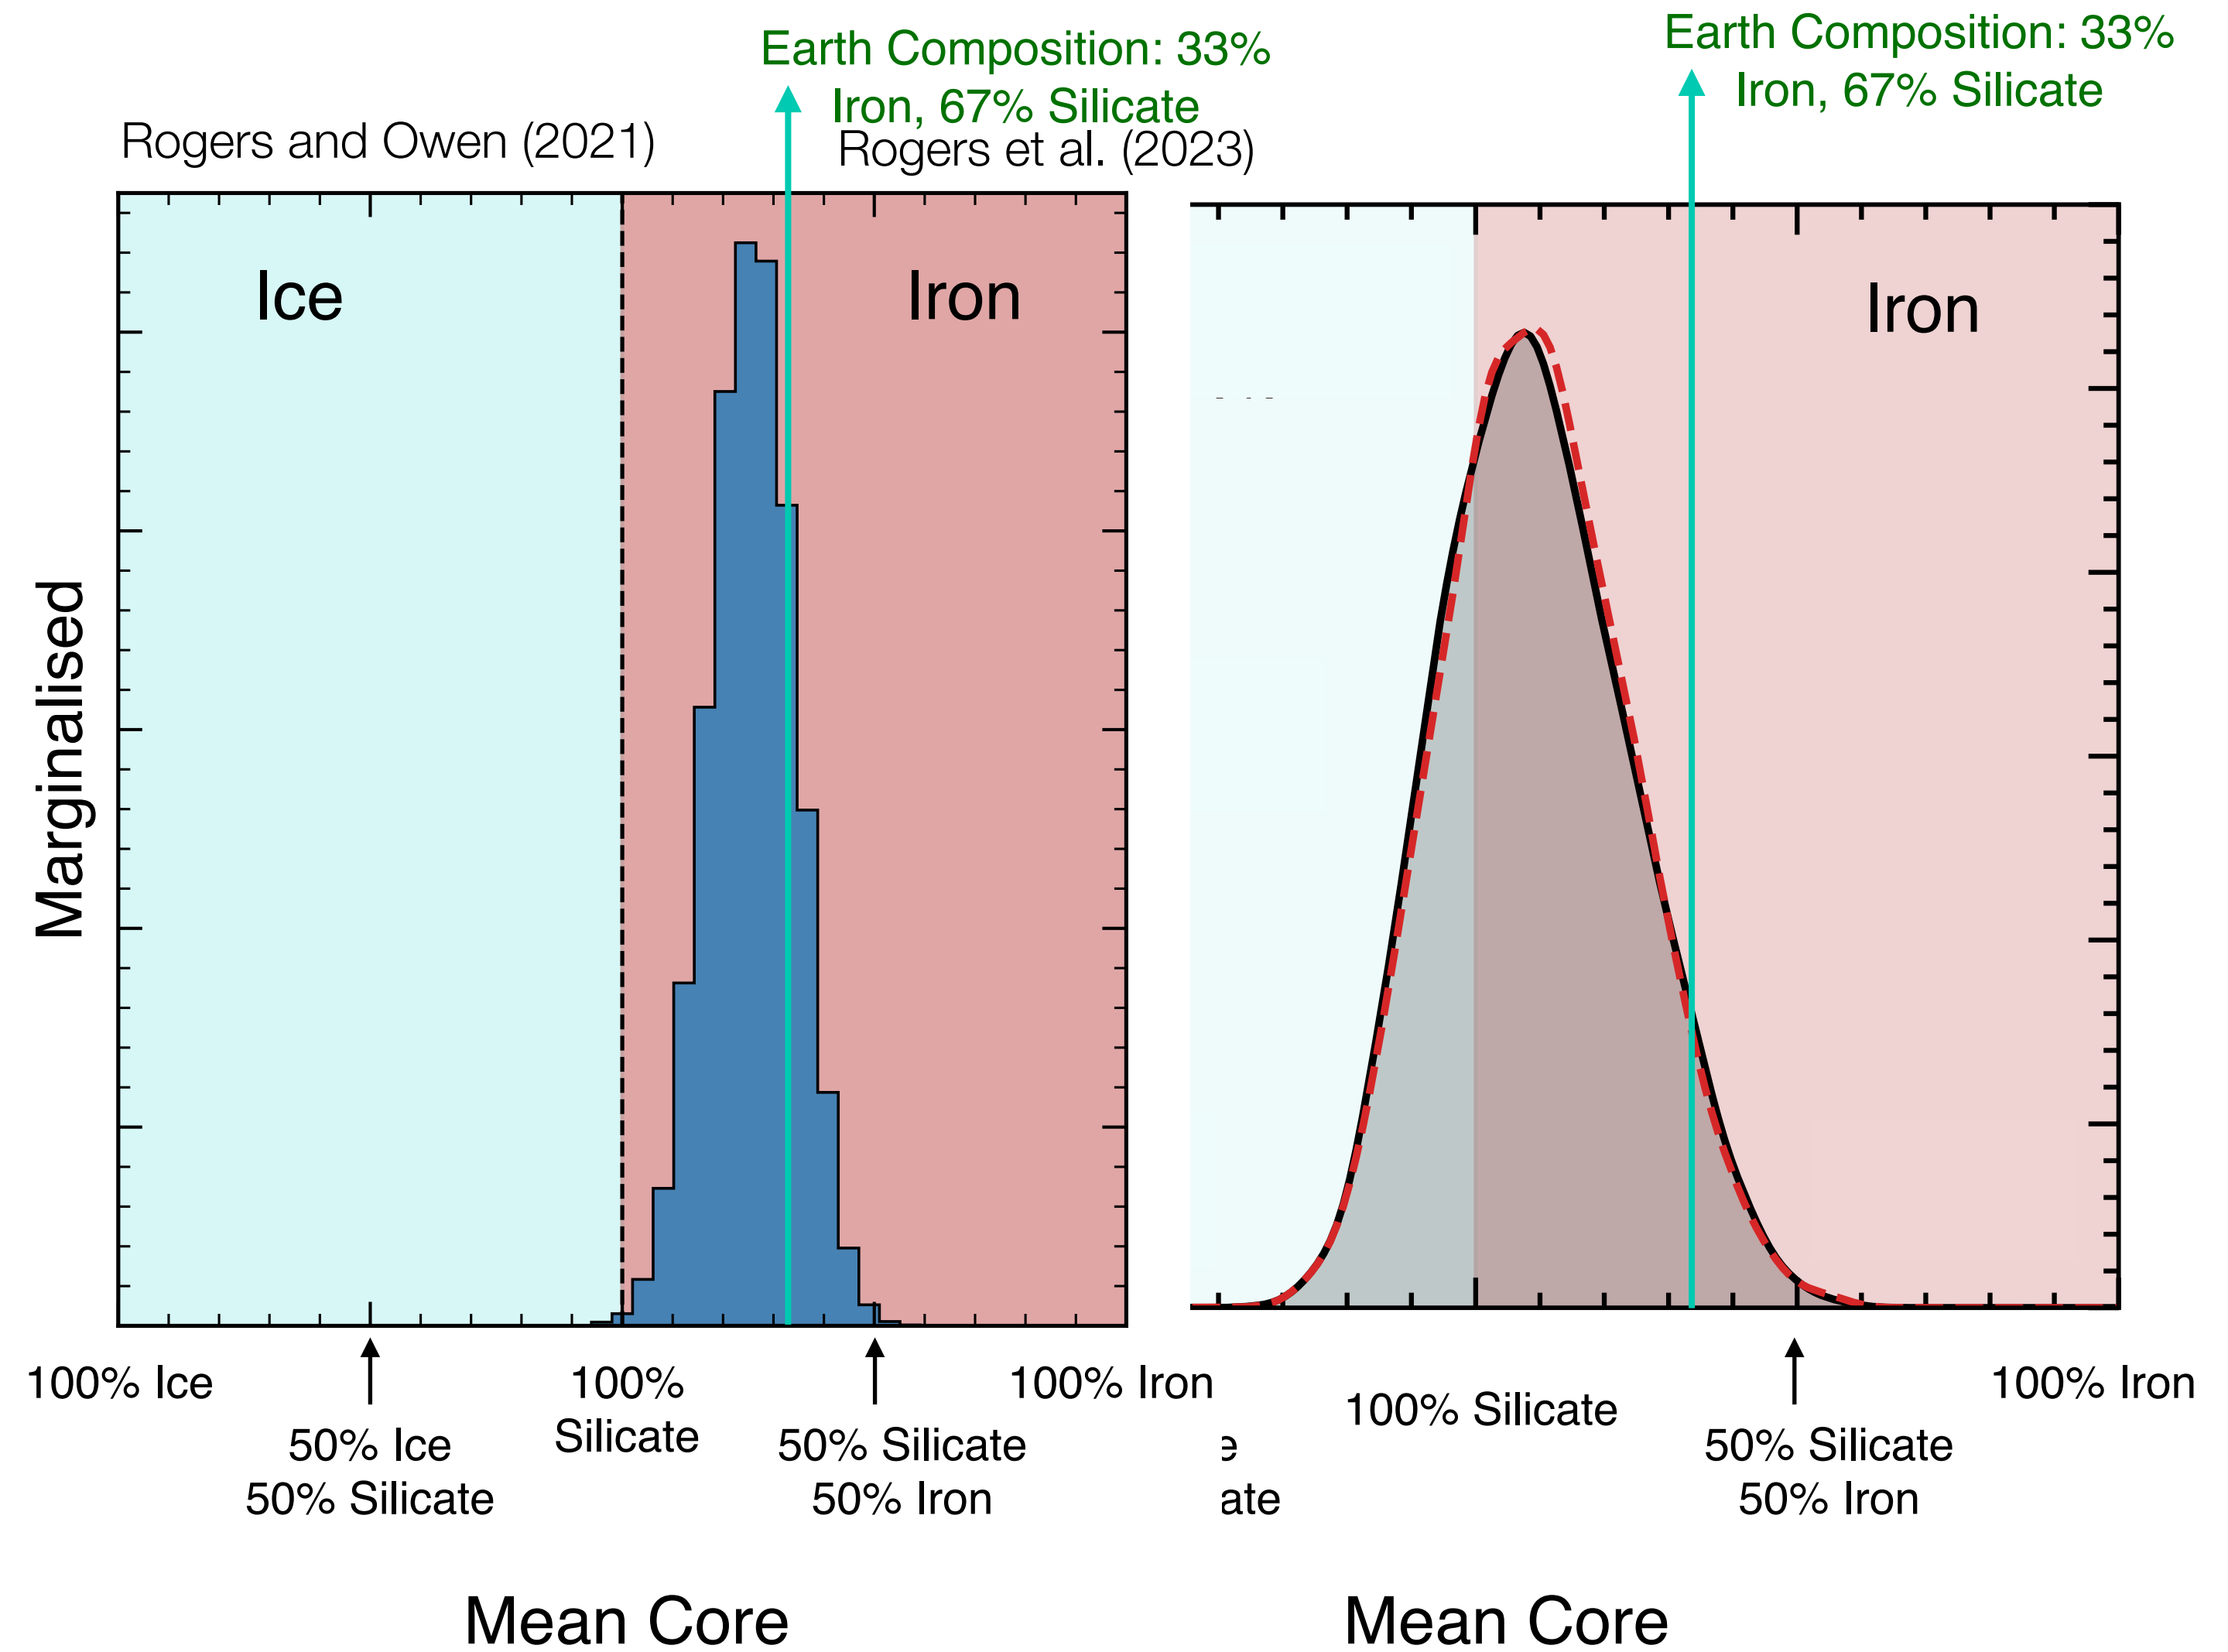 Earth Composition: 33%
Iron, 67% Silicate
Earth Composition: 33%
Iron, 67% Silicate
Rogers and Owen (2021)
Rogers et al. (2023)
Ice
Iron
Iron
Marginalised
100% Ice
50% Ice
50% Silicate
100%
Silicate
50% Silicate
50% Iron
100% Iron
e
ate
100% Silicate
50% Silicate
50% Iron
100% Iron
Mean Core
Mean Core